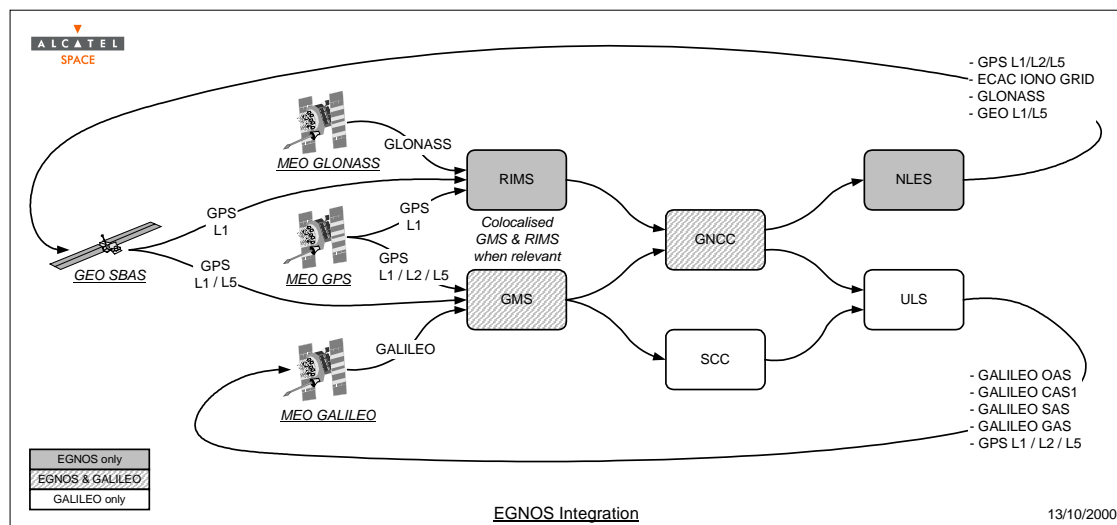 ALCATEL
SPACE
- GPS L1/L2/L5
- ECAC IONO GRID
- GLONASS
- GEO L1/L5
GLONASS
MEO GLONASS
RIMS
NLES
GPS
L1
GPS
L1
Colocalised
GMS & RIMS
when relevant
GNCC
GEO SBAS
GPS
L1 / L5
MEO GPS
GPS
L1 / L2 / L5
GMS
ULS
GALILEO
SCC
MEO GALILEO
- GALILEO OAS
- GALILEO CAS1
- GALILEO SAS
- GALILEO GAS
- GPS L1 / L2 / L5
EGNOS only
EGNOS & GALILEO
GALILEO only
EGNOS Integration
13/10/2000